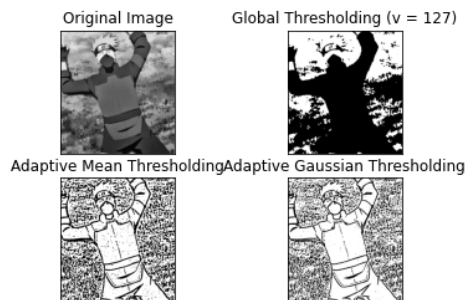 Original Image
Global Thresholding (v = 127)
Adaptive Mean Thresholding
Adaptive Gaussian Thresholding